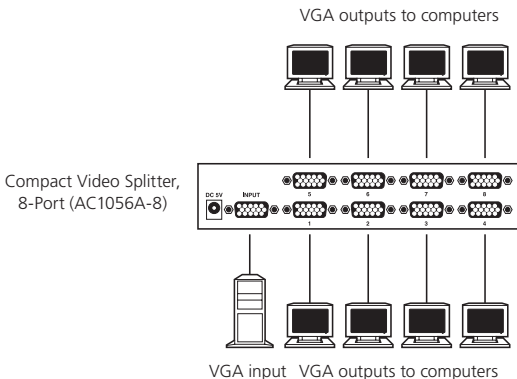 VGA outputs to computers
Compact Video Splitter,
8-Port (AC1056A-8)
5 6 7 8
DC 5V INPUT
1 2 3 4
VGA input VGA outputs to computers